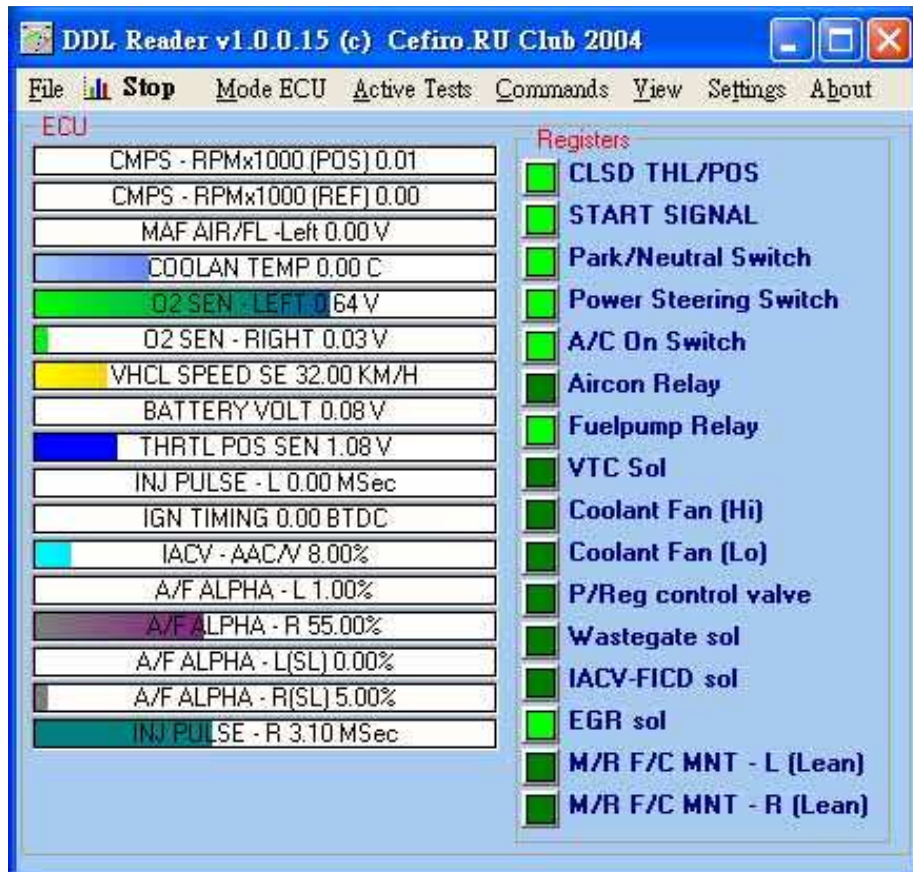 DDL Reader v1.0.0.15 (c) Cefiro.RU Club 2004
File Stop Mode ECU Active Tests Commands View Settings About
ECU
CMPS - RPMx1000 (POS) 0.01
CMPS - RPMx1000 (REF) 0.00
MAF AIR/FL -Left 0.00 V
COOLAN TEMP 0.00 C
O2 SEN - LEFT 0.64 V
O2 SEN - RIGHT 0.03 V
VHCL SPEED SE 32.00 KM/H
BATTERY VOLT 0.08 V
THRTL POS SEN 1.08 V
INJ PULSE - L 0.00 MSec
IGN TIMING 0.00 BTDC
IACV - AAC/V 8.00%
A/F ALPHA - L 1.00%
A/F ALPHA - R 55.00%
A/F ALPHA - L(SL) 0.00%
A/F ALPHA - R(SL) 5.00%
INJ PULSE - R 3.10 MSec
Registers
CLSD THL/POS
START SIGNAL
Park/Neutral Switch
Power Steering Switch
A/C On Switch
Aircon Relay
Fuelpump Relay
VTC Sol
Coolant Fan (Hi)
Coolant Fan (Lo)
P/Reg control valve
Wastegate sol
IACV-FICD sol
EGR sol
M/R F/C MNT - L (Lean)
M/R F/C MNT - R (Lean)